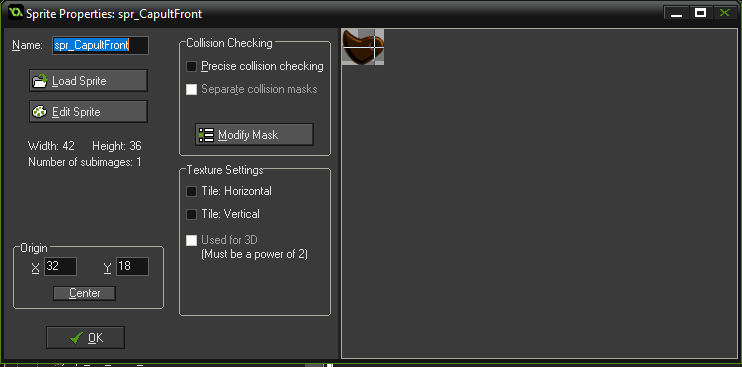 Sprite Properties: spr_CapultFront
Name: spr_CapultFront
Load Sprite
Edit Sprite
Width: 42 Height: 36
Number of subimages: 1
Origin
X 32 Y 18
Center
OK
Collision Checking
Precise collision checking
Separate collision masks
Modify Mask
Texture Settings
Tile: Horizontal
Tile: Vertical
Used for 3D
(Must be a power of 2)